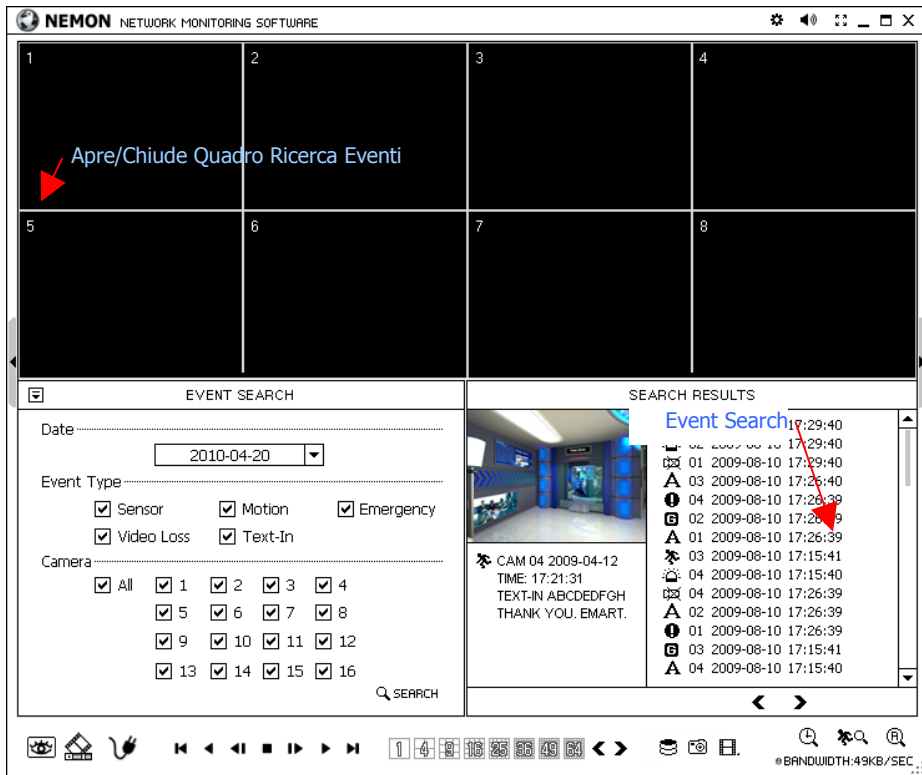 NEMON NETWORK MONITORING SOFTWARE
1 2 3 4
Apre/Chiude Quadro Ricerca Eventi
5 6 7 8
EVENT SEARCH
Date
2010-04-20
Event Type
Sensor Motion Emergency
Video Loss Text-In
Camera
All 1 2 3 4
5 6 7 8
9 10 11 12
13 14 15 16
SEARCH
SEARCH RESULTS
Event Search
CAM 04 2009-04-12
TIME: 17:21:31
TEXT-IN ABCDEDFGH
THANK YOU. EMART.
17:29:40
02 2009-08-10 17:29:40
01 2009-08-10 17:29:40
A 03 2009-08-10 17:26:40
04 2009-08-10 17:26:39
G 02 2009-08-10 17:26:39
A 01 2009-08-10 17:26:39
03 2009-08-10 17:15:41
04 2009-08-10 17:15:40
04 2009-08-10 17:26:39
A 02 2009-08-10 17:26:39
01 2009-08-10 17:26:39
G 03 2009-08-10 17:15:41
A 04 2009-08-10 17:15:40
1 4 9 16 25 36 49 64
BANDWIDTH:49KB/SEC